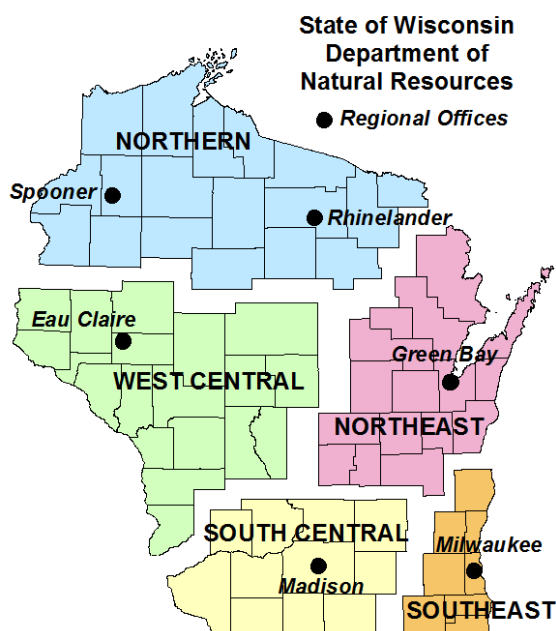 State of Wisconsin
Department of
Natural Resources
Regional Offices
NORTHERN
Spooner
Rhinelander
Eau Claire
WEST CENTRAL
Green Bay
NORTHEAST
SOUTH CENTRAL
Madison
Milwaukee
SOUTHEAST